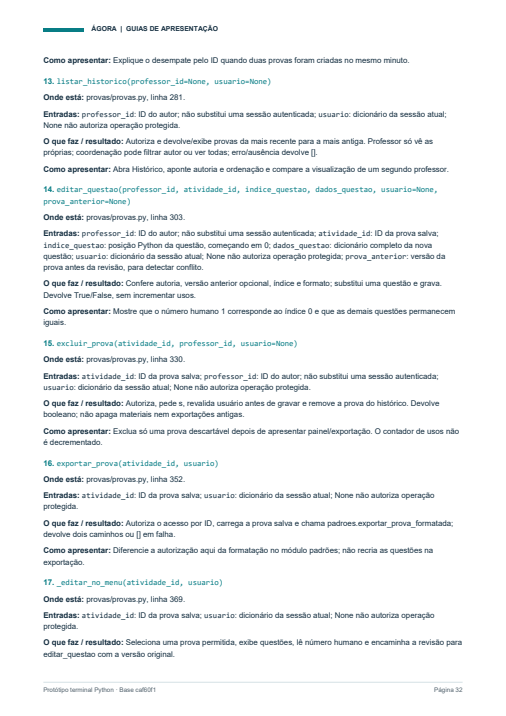 ÁGORA | GUIAS DE APRESENTAÇÃO
Como apresentar: Explique o desempate pelo ID quando duas provas foram criadas no mesmo minuto.
13. listar_historico(professor_id=None, usuario=None)
Onde está: provas/provas.py, linha 281.
Entradas: professor_id: ID do autor; não substitui uma sessão autenticada; usuario: dicionário da sessão atual;
None não autoriza operação protegida.
O que faz / resultado: Autoriza e devolve/exibe provas da mais recente para a mais antiga. Professor só vê as
próprias; coordenação pode filtrar autor ou ver todas; erro/ausência devolve [].
Como apresentar: Abra Histórico, aponte autoria e ordenação e compare a visualização de um segundo professor.
14. editar_questao(professor_id, atividade_id, indice_questao, dados_questao, usuario=None,
prova_anterior=None)
Onde está: provas/provas.py, linha 303.
Entradas: professor_id: ID do autor; não substitui uma sessão autenticada; atividade_id: ID da prova salva;
indice_questao: posição Python da questão, começando em 0; dados_questao: dicionário completo da nova
questão; usuario: dicionário da sessão atual; None não autoriza operação protegida; prova_anterior: versão da
prova antes da revisão, para detectar conflito.
O que faz / resultado: Confere autoria, versão anterior opcional, índice e formato; substitui uma questão e grava.
Devolve True/False, sem incrementar usos.
Como apresentar: Mostre que o número humano 1 corresponde ao índice 0 e que as demais questões permanecem
iguais.
15. excluir_prova(atividade_id, professor_id, usuario=None)
Onde está: provas/provas.py, linha 330.
Entradas: atividade_id: ID da prova salva; professor_id: ID do autor; não substitui uma sessão autenticada;
usuario: dicionário da sessão atual; None não autoriza operação protegida.
O que faz / resultado: Autoriza, pede s, revalida usuário antes de gravar e remove a prova do histórico. Devolve
booleano; não apaga materiais nem exportações antigas.
Como apresentar: Exclua só uma prova descartável depois de apresentar painel/exportação. O contador de usos não
é decrementado.
16. exportar_prova(atividade_id, usuario)
Onde está: provas/provas.py, linha 352.
Entradas: atividade_id: ID da prova salva; usuario: dicionário da sessão atual; None não autoriza operação
protegida.
O que faz / resultado: Autoriza o acesso por ID, carrega a prova salva e chama padroes.exportar_prova_formatada;
devolve dois caminhos ou [] em falha.
Como apresentar: Diferencie a autorização aqui da formatação no módulo padrões; não recria as questões na
exportação.
17. _editar_no_menu(atividade_id, usuario)
Onde está: provas/provas.py, linha 369.
Entradas: atividade_id: ID da prova salva; usuario: dicionário da sessão atual; None não autoriza operação
protegida.
O que faz / resultado: Seleciona uma prova permitida, exibe questões, lê número humano e encaminha a revisão para
editar_questao com a versão original.
Protótipo terminal Python · Base caf60f1
Página 32